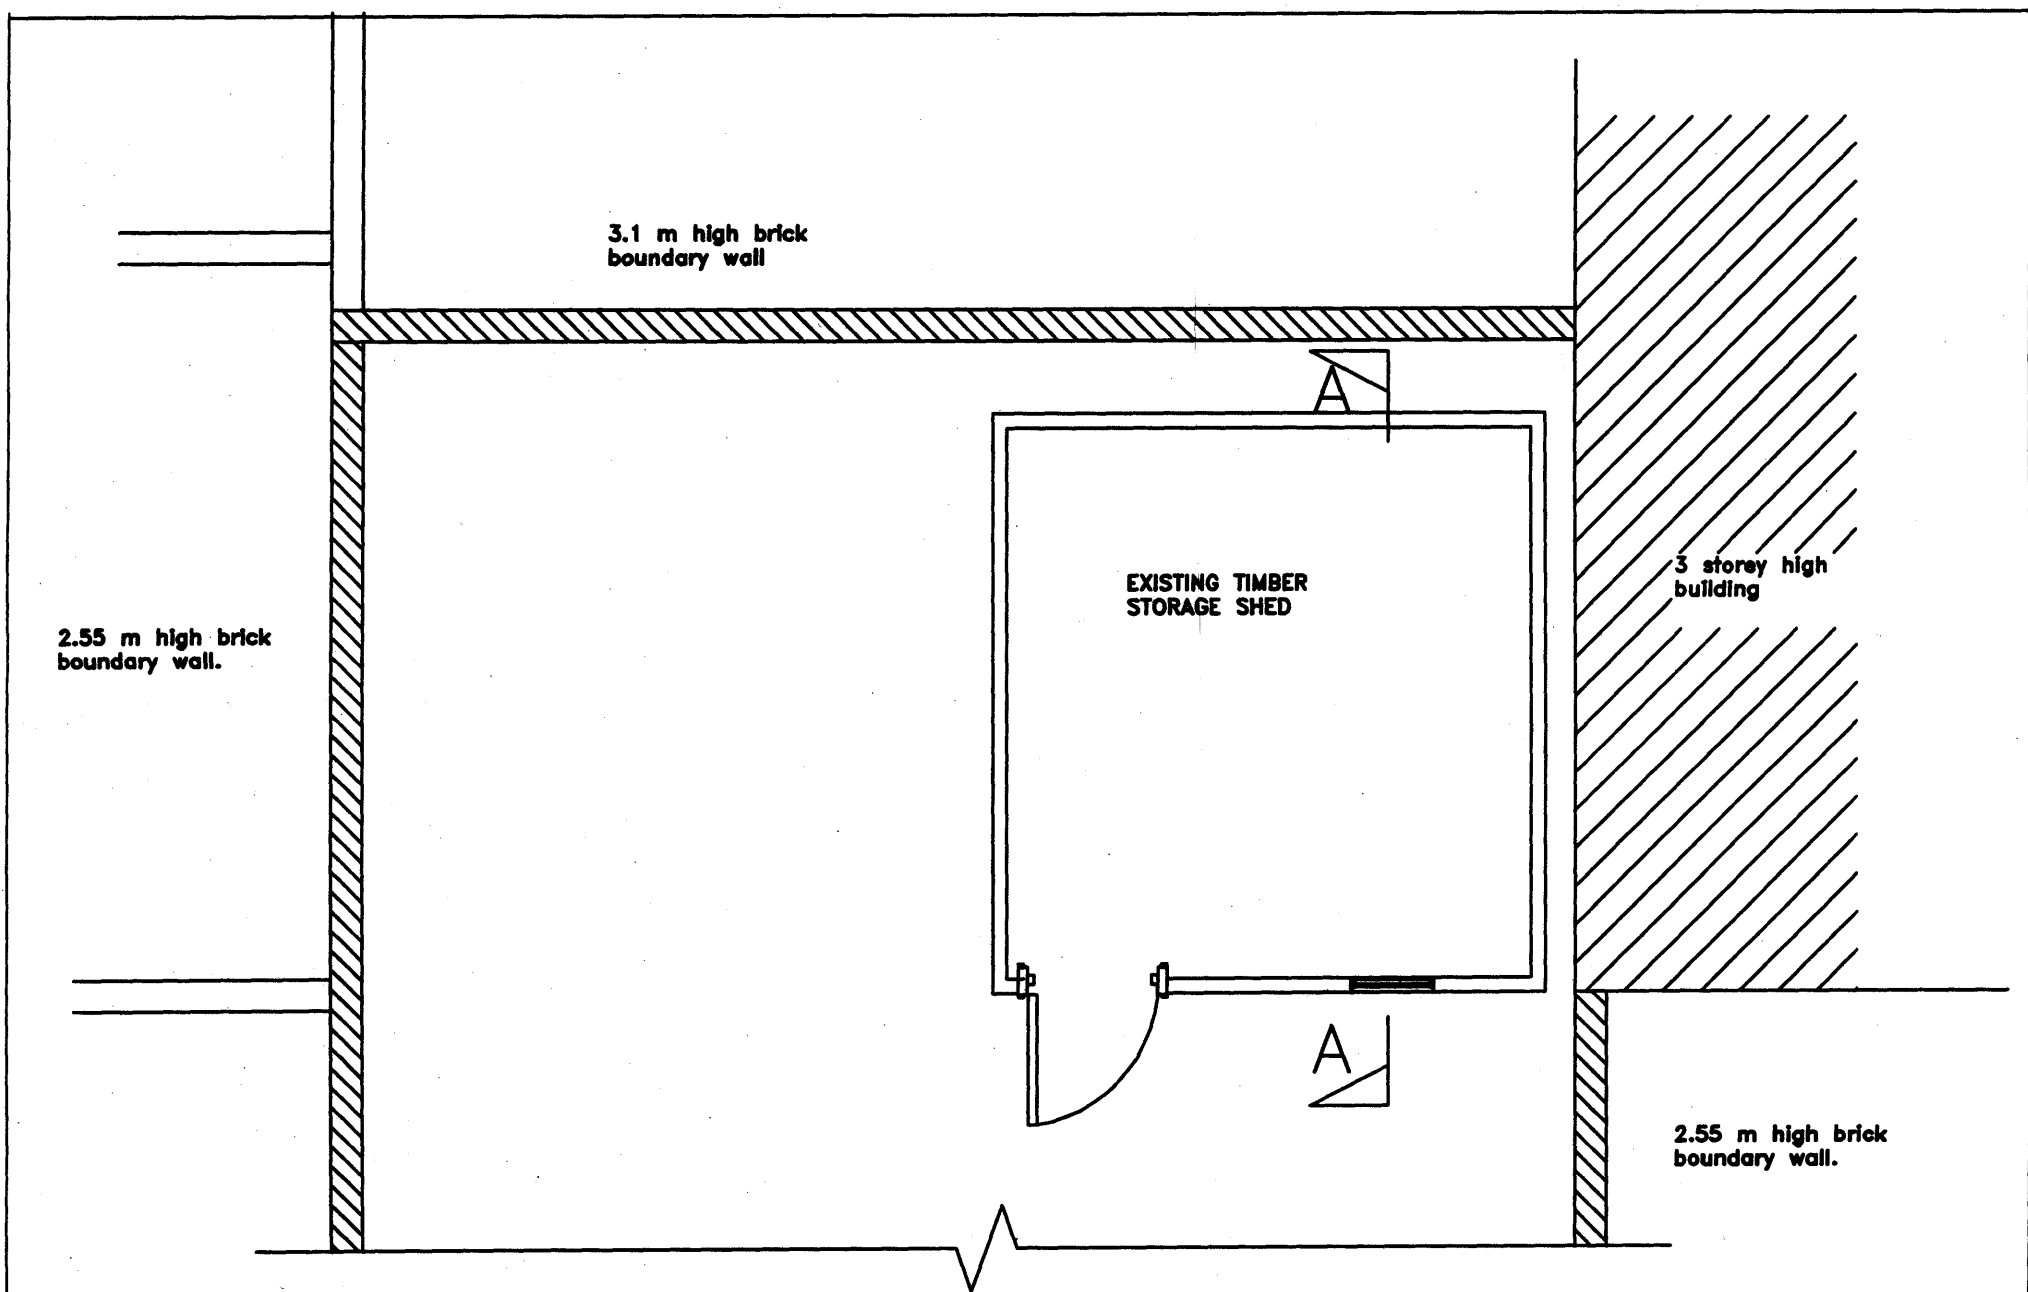 3.1 m high brick
boundary wall
A
EXISTING TIMBER
STORAGE SHED
3 storey high
building
2.55 m high brick
boundary wall.
A
2.55 m high brick
boundary wall.